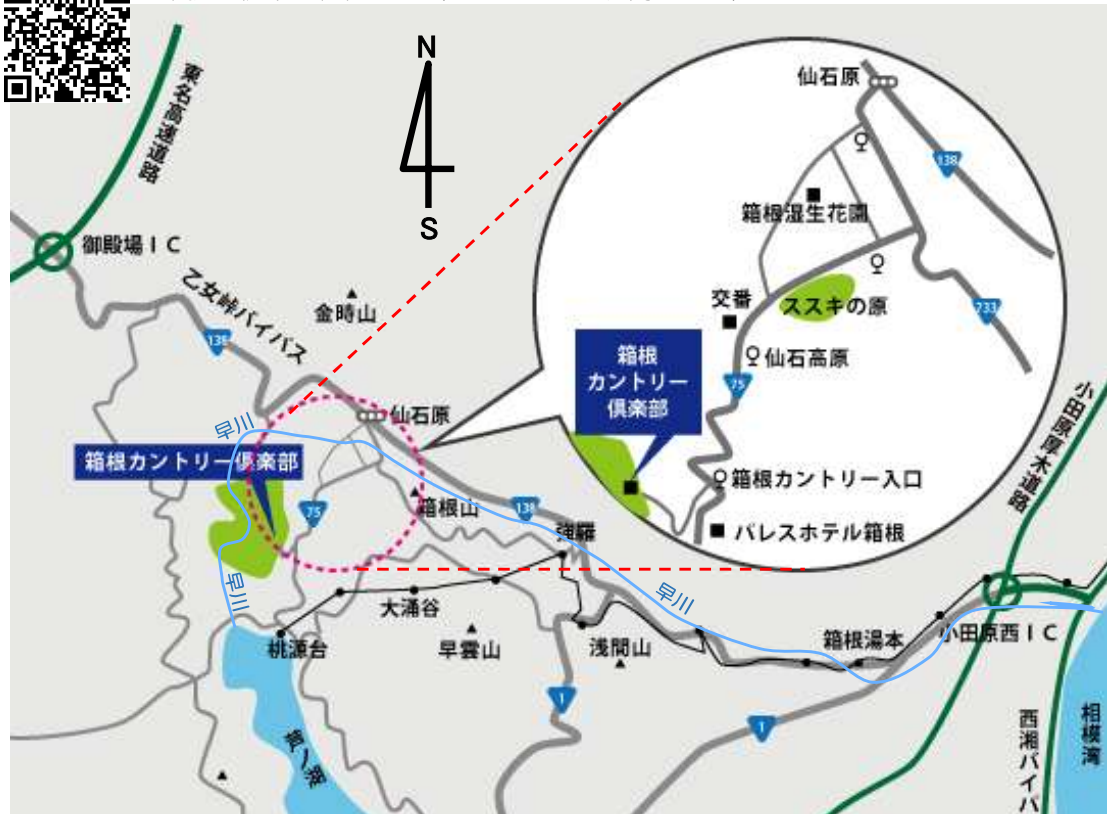 N
S
東名高速道路
御殿場IC
乙女峠バイパス
138
金時山
仙石原
早川
箱根カントリー倶楽部
75
箱根山
138
強羅
早川
大涌谷
桃源台
早雲山
浅間山
早川
箱根湯本
小田原西IC
芦ノ湖
1
1
西湘バイパ
相模湾
小田原厚木道路
仙石原
138
箱根湿生花園
733
交番
ススキの原
仙石高原
75
箱根
カントリー
倶楽部
箱根カントリー入口
パレスホテル箱根